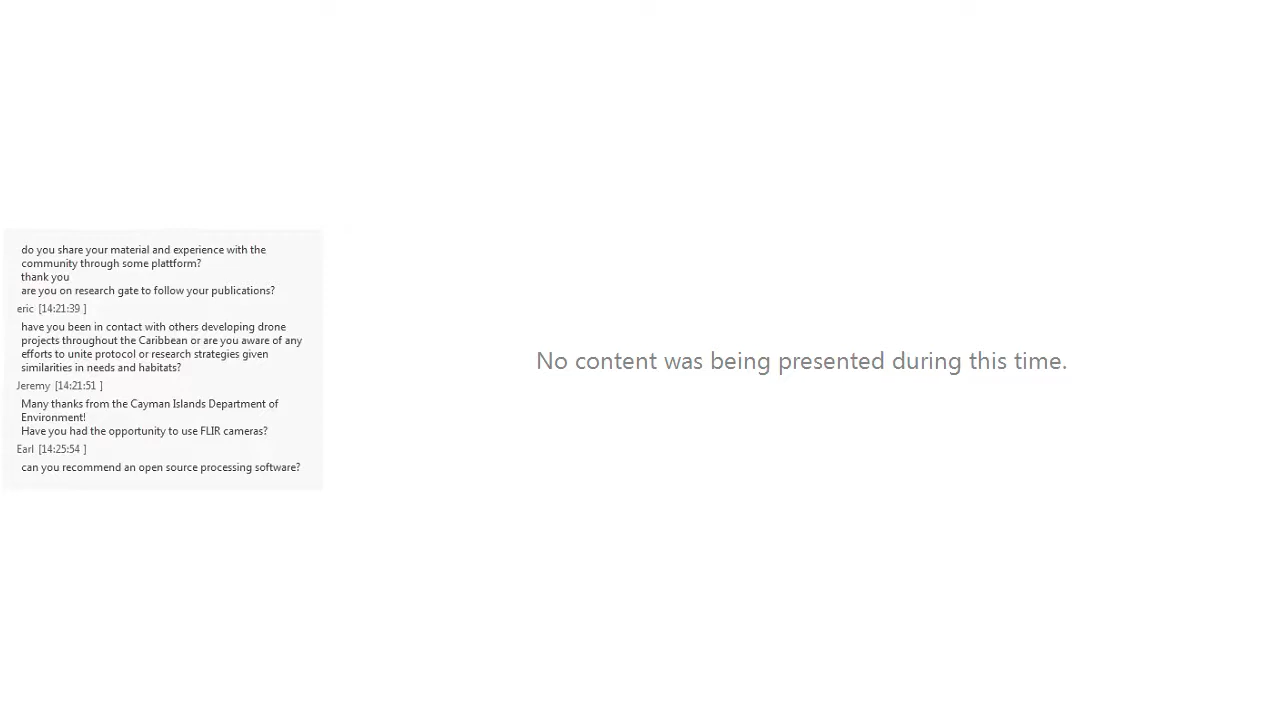 do you share your material and experience with the
community through some plattform?
thank you
are you on research gate to follow your publications?
eric [14:21:39 ]
have you been in contact with others developing drone
projects throughout the Caribbean or are you aware of any
efforts to unite protocol or research strategies given
similarities in needs and habitats?
Jeremy [14:21:51 ]
Many thanks from the Cayman Islands Department of
Environment!
Have you had the opportunity to use FLIR cameras?
Earl [14:25:54 ]
can you recommend an open source processing software?
No content was being presented during this time.